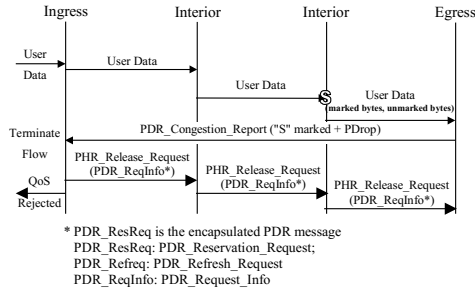 Ingress Interior Interior Egress
User
Data
User Data
User Data
S
User Data
(marked bytes, unmarked bytes)
PDR_Congestion_Report ("S" marked + PDrop)
Terminate
Flow
QoS
Rejected
PHR_Release_Request
(PDR_ReqInfo*)
PHR_Release_Request
(PDR_ReqInfo*)
PHR_Release_Request
(PDR_ReqInfo*)
* PDR_ResReq is the encapsulated PDR message
PDR_ResReq: PDR_Reservation_Request;
PDR_Refreq: PDR_Refresh_Request
PDR_ReqInfo: PDR_Request_Info